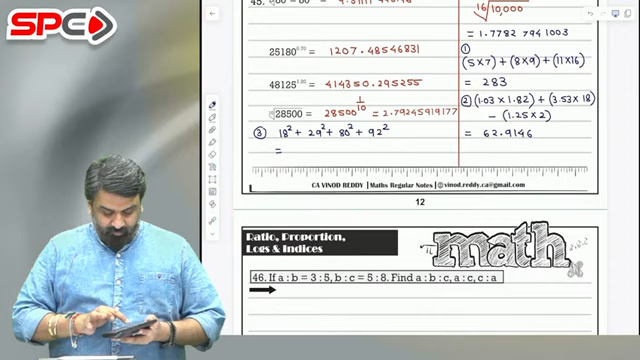 SPC
16√10,000
= 1.7782 7941003
25180^0.70 = 1207.48546831
48125^1.20 = 414350.295255
28500 = 28500^1/10 = 2.79245919177
③ 18² + 29² + 80² + 92²
=
①
(5×7) + (8×9) + (11×16)
= 283
② (1.03 × 1.82) + (3.53 × 18)
- (1.25 × 2)
= 62.9146
CA VINOD REDDY | Maths Regular Notes | @vinod.reddy.ca@gmail.com
12
Ratio, Proportion,
Logs & Indices
math
46. If a : b = 3 : 5, b : c = 5 : 8. Find a : b : c, a : c, c : a